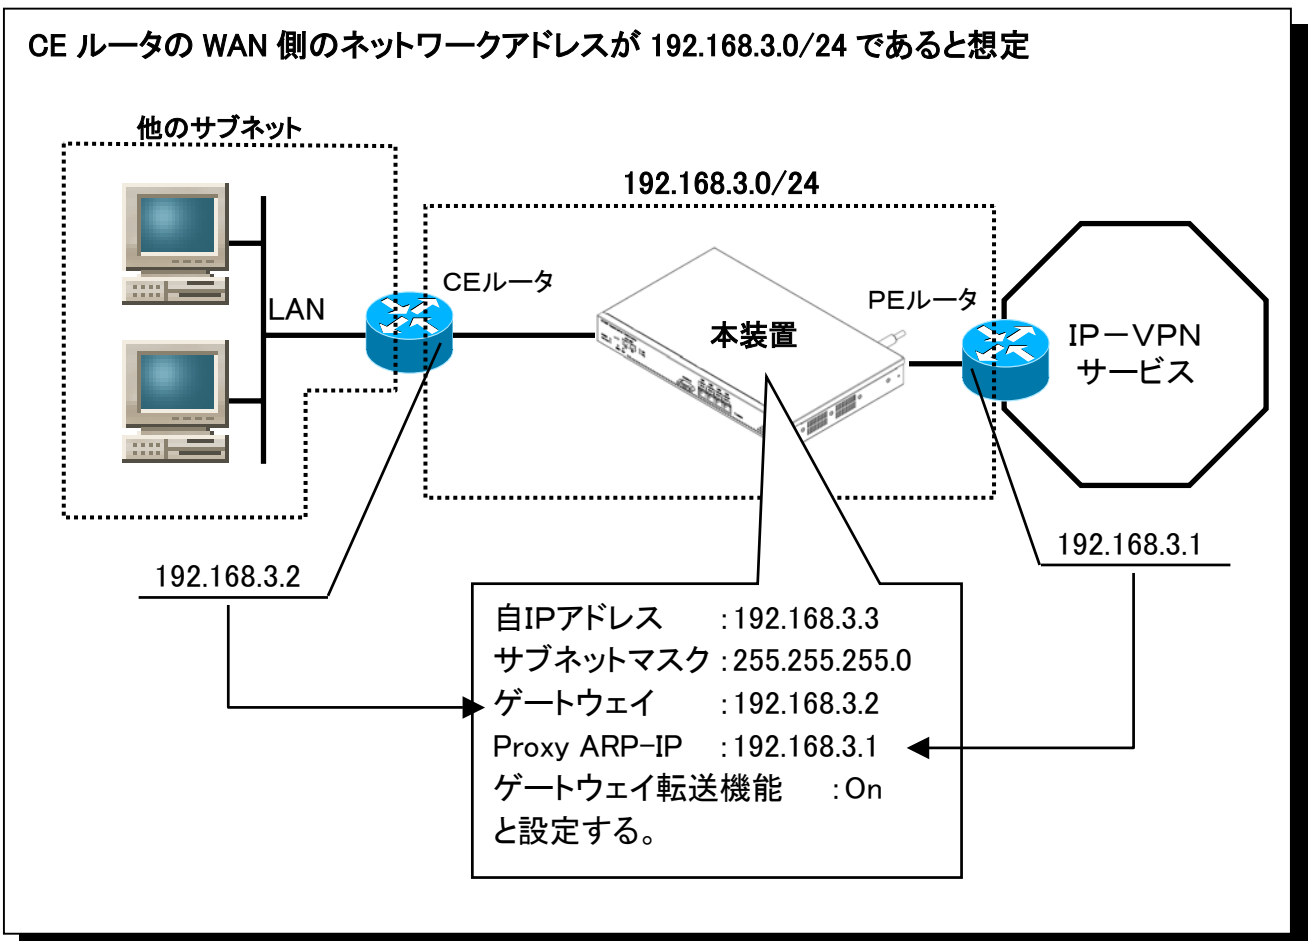 CE ルータの WAN 側のネットワークアドレスが 192.168.3.0/24 であると想定
他のサブネット
192.168.3.0/24
CEルータ
PEルータ
LAN
本装置
IP－VPN
サービス
192.168.3.2
192.168.3.1
自IPアドレス :192.168.3.3
サブネットマスク :255.255.255.0
ゲートウェイ :192.168.3.2
Proxy ARP-IP :192.168.3.1
ゲートウェイ転送機能 :On
と設定する。